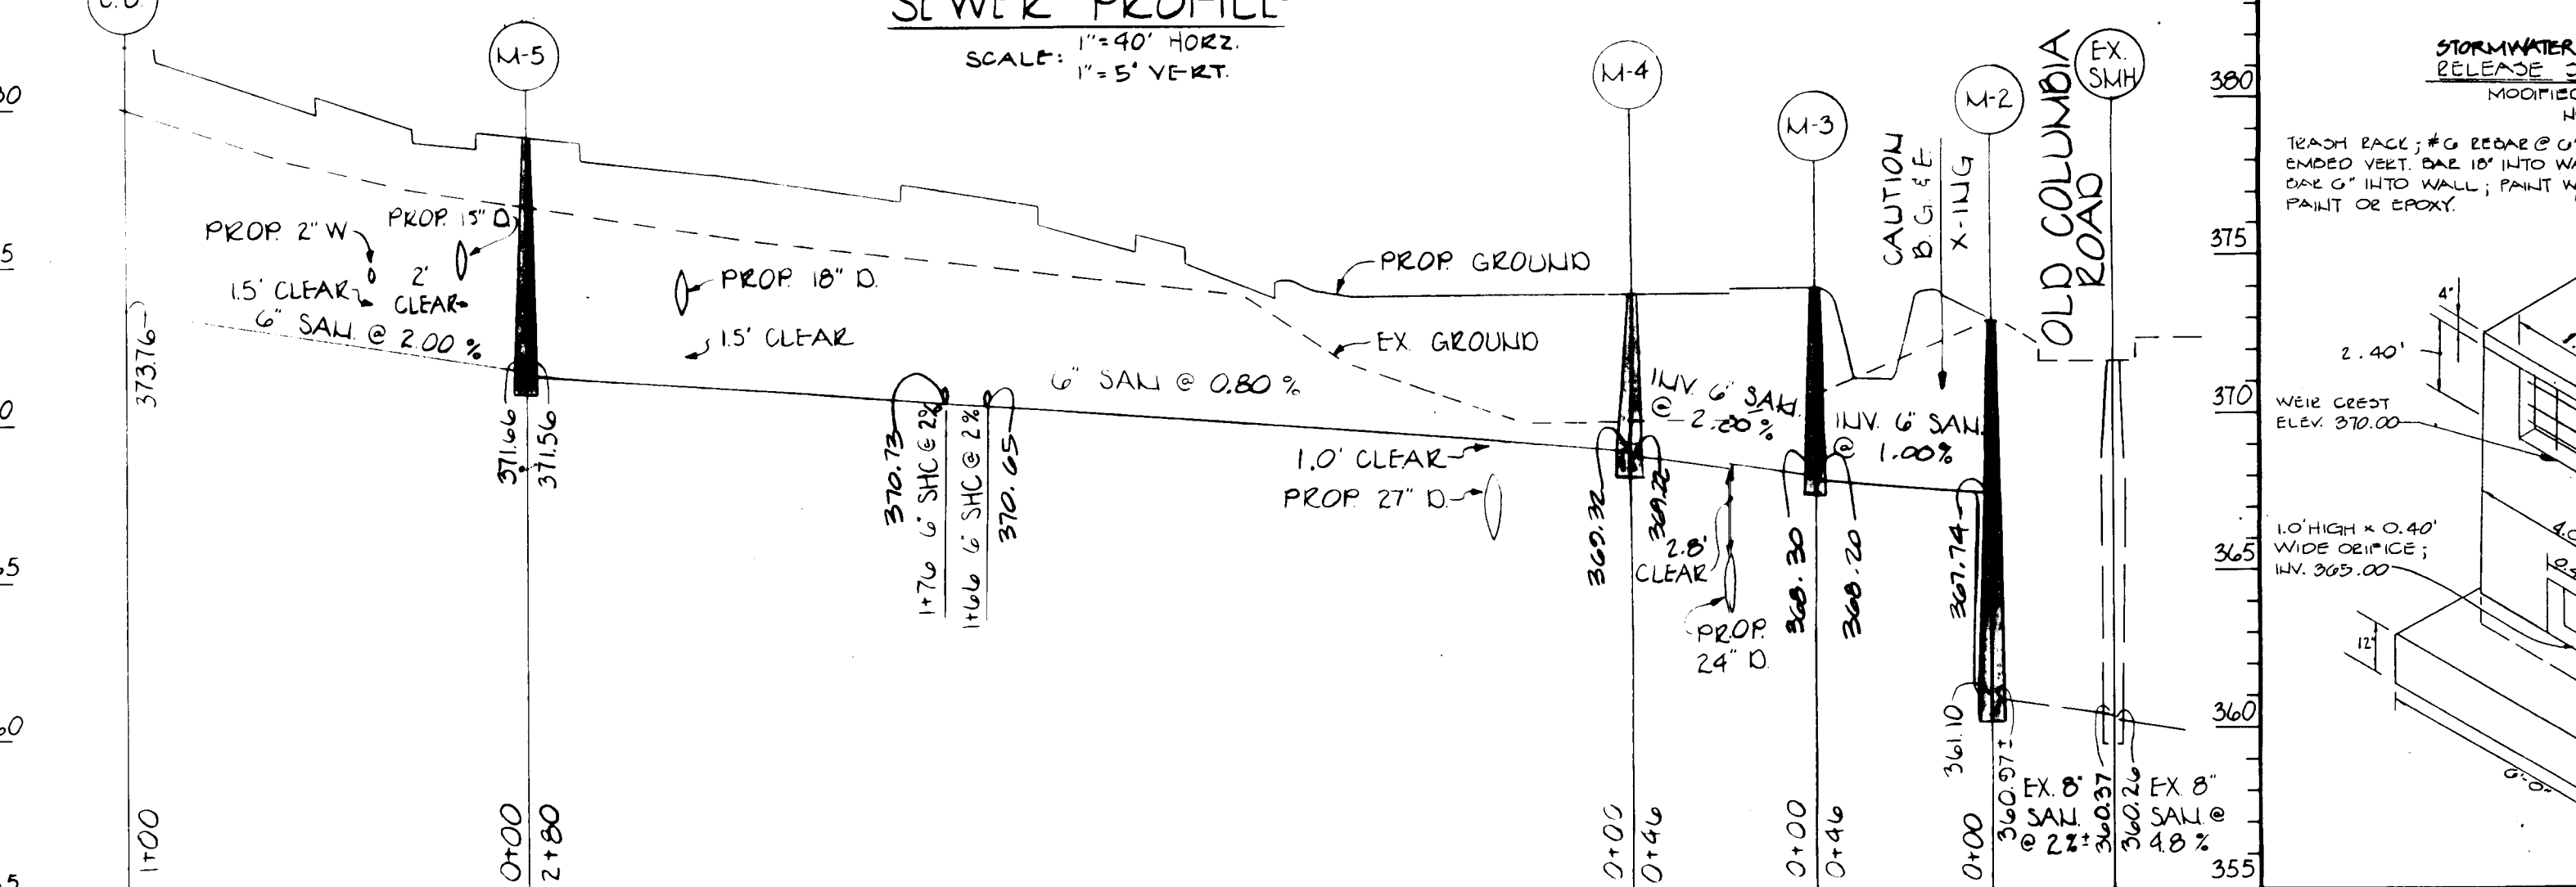 SEWER PROFILE
SCALE: 1"=40' HORZ.
1"=5' VERT.
C.O.
M-5
M-4
M-3
M-2
EX.
SMH
OLD COLUMBIA
ROAD
CAUTION
B.G.&E.
X-ING
PROP. 2" W
PROP. 15" D.
1.5' CLEAR
2'
CLEAR
6" SAN. @ 2.00 %
PROP. 18" D.
1.5' CLEAR
PROP. GROUND
EX. GROUND
6" SAN @ 0.80 %
INV. 6" SAN.
@ 2.00 %
INV. 6" SAN.
@ 1.00%
1.0' CLEAR
PROP. 27" D.
2.8'
CLEAR
PROP.
24" D.
373.76
371.66
371.56
370.73
1+76 6" SHC @ 2%
1+66 6" SHC @ 2%
370.65
369.32
369.22
368.30
368.20
367.74
361.10
360.97±
EX. 8"
SAN.
@ 2%±
360.37
360.26
EX. 8"
SAN. @
4.8 %
1+00
0+00
2+80
0+00
0+46
0+00
0+46
0+00
380
375
370
365
360
355
STORMWATER
RELEASE
MODIFIED
TRASH RACK; #6 REBAR @ 6"
EMBED VERT. BAR 18" INTO
BAR 6" INTO WALL; PAINT
PAINT OR EPOXY.
4"
2.40'
WEIR CREST
ELEV. 370.00
1.0' HIGH x 0.40'
WIDE ORIFICE;
INV. 365.00
12"
6'-0"